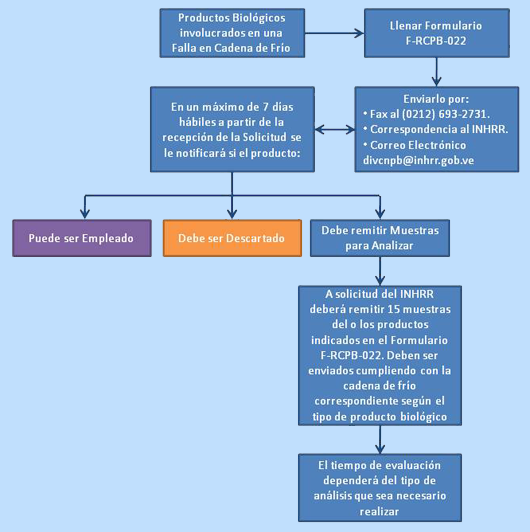 Productos Biológicos
involucrados en una
Falla en Cadena de Frío
Llenar Formulario
F-RCPB-022
Enviarlo por:
• Fax al (0212) 693-2731.
• Correspondencia al INHRR.
• Correo Electrónico
divcnpb@inhrr.gob.ve
En un máximo de 7 días
hábiles a partir de la
recepción de la Solicitud se
le notificará si el producto:
Puede ser Empleado
Debe ser Descartado
Debe remitir Muestras
para Analizar
A solicitud del INHRR
deberá remitir 15 muestras
del o los productos
indicados en el Formulario
F-RCPB-022. Deben ser
enviados cumpliendo con la
cadena de frío
correspondiente según el
tipo de producto biológico
El tiempo de evaluación
dependerá del tipo de
análisis que sea necesario
realizar